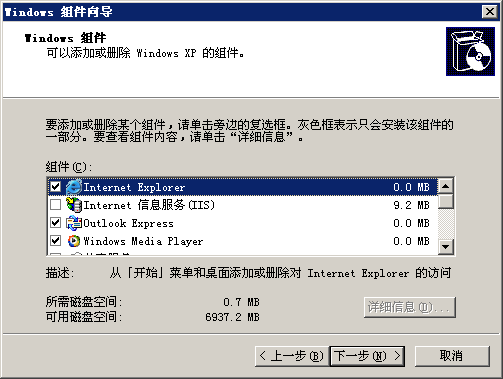 Windows 组件向导
Windows 组件
可以添加或删除 Windows XP 的组件。
要添加或删除某个组件，请单击旁边的复选框。灰色框表示只会安装该组件的
一部分。要查看组件内容，请单击“详细信息”。
组件(C):
Internet Explorer 0.0 MB
Internet 信息服务(IIS) 9.2 MB
Outlook Express 0.0 MB
Windows Media Player 0.0 MB
描述: 从「开始」菜单和桌面添加或删除对 Internet Explorer 的访问
所需磁盘空间: 0.7 MB
可用磁盘空间: 6937.2 MB
详细信息(D)...
< 上一步(B) 下一步(N) > 取消